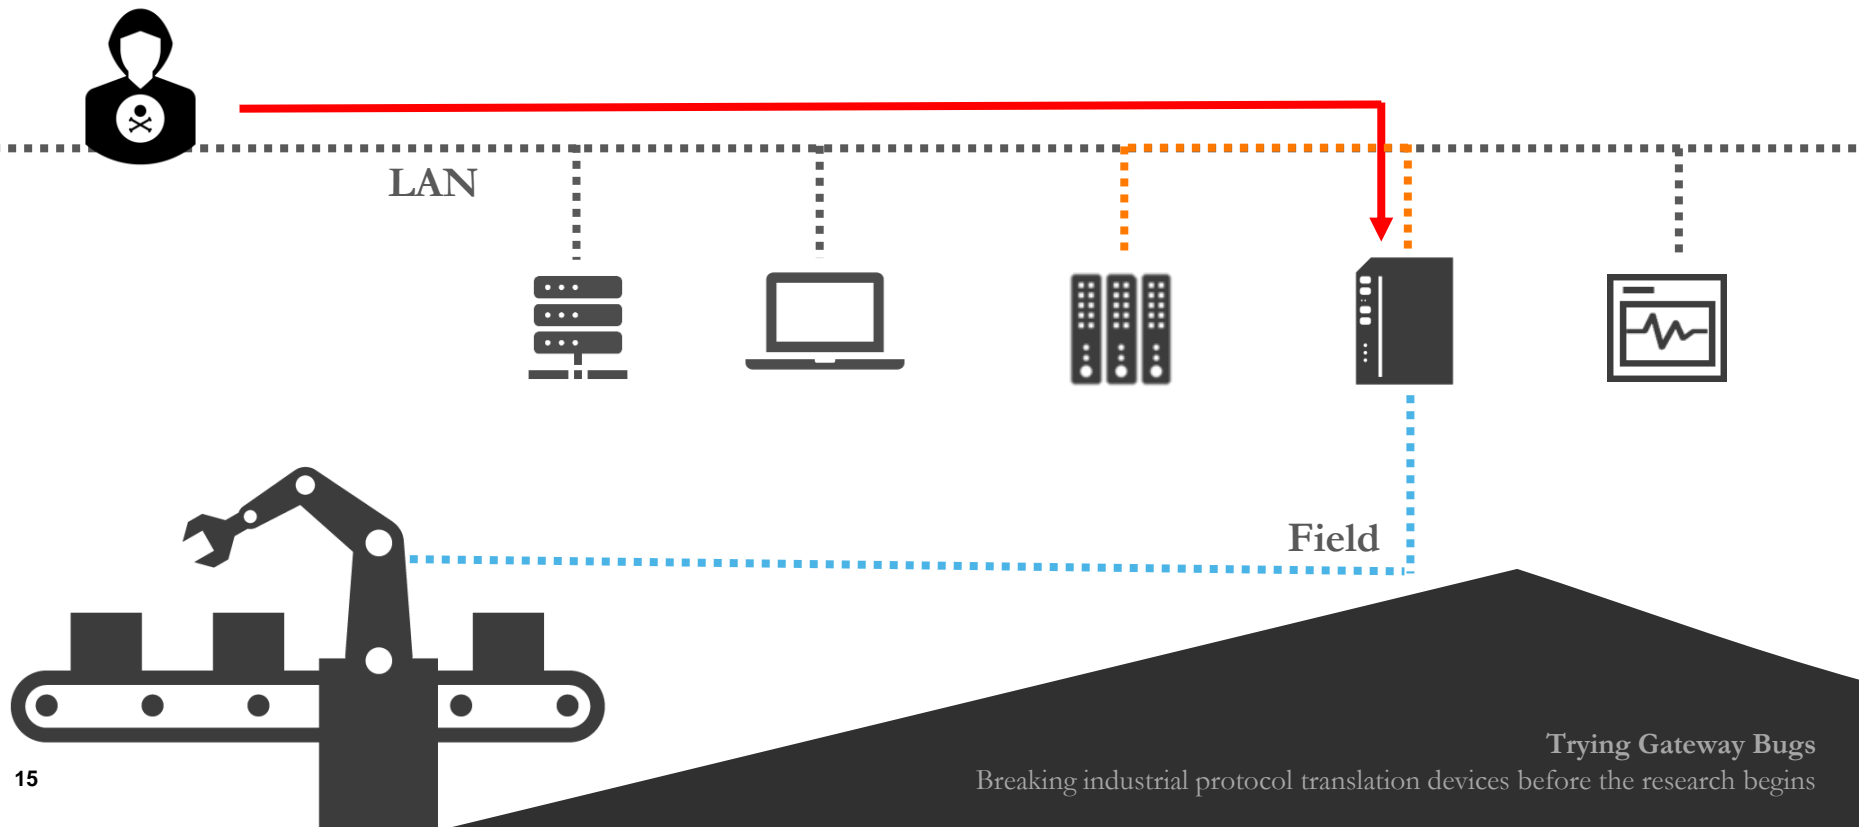 LAN
Field
Trying Gateway Bugs
Breaking industrial protocol translation devices before the research begins
15